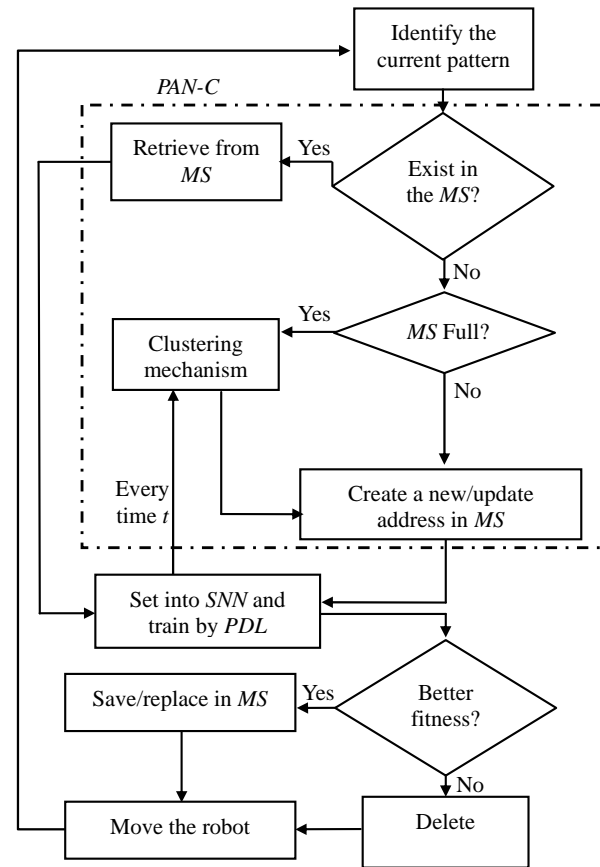 Identify the
current pattern
PAN-C
Retrieve from
MS
Yes
Exist in
the MS?
No
Yes
MS Full?
Clustering
mechanism
No
Every
time t
Create a new/update
address in MS
Set into SNN and
train by PDL
Save/replace in MS
Yes
Better
fitness?
No
Move the robot
Delete